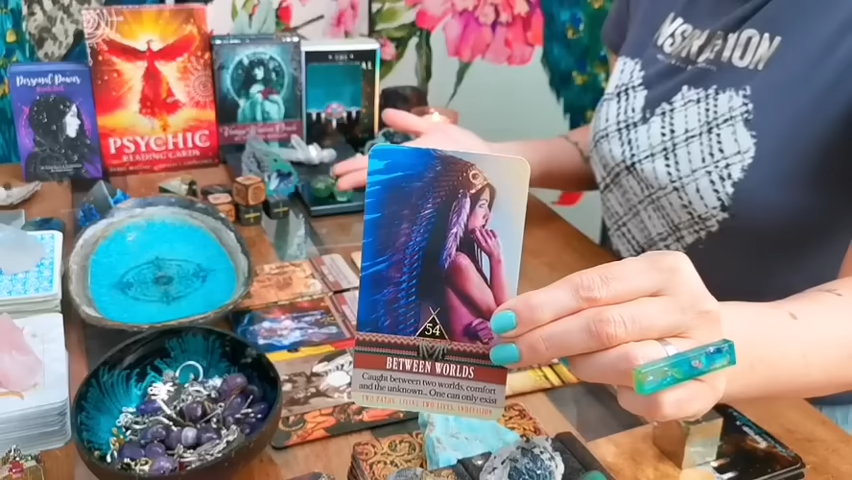 Personal Power
PSYCHIC
READING CARDS
INSPIRATION
54
BETWEEN WORLDS
Caught between two worlds, comfort
and the unknown.. One can only exist.
TWO PATHS, LIVING TWO LIVES, INDECISION